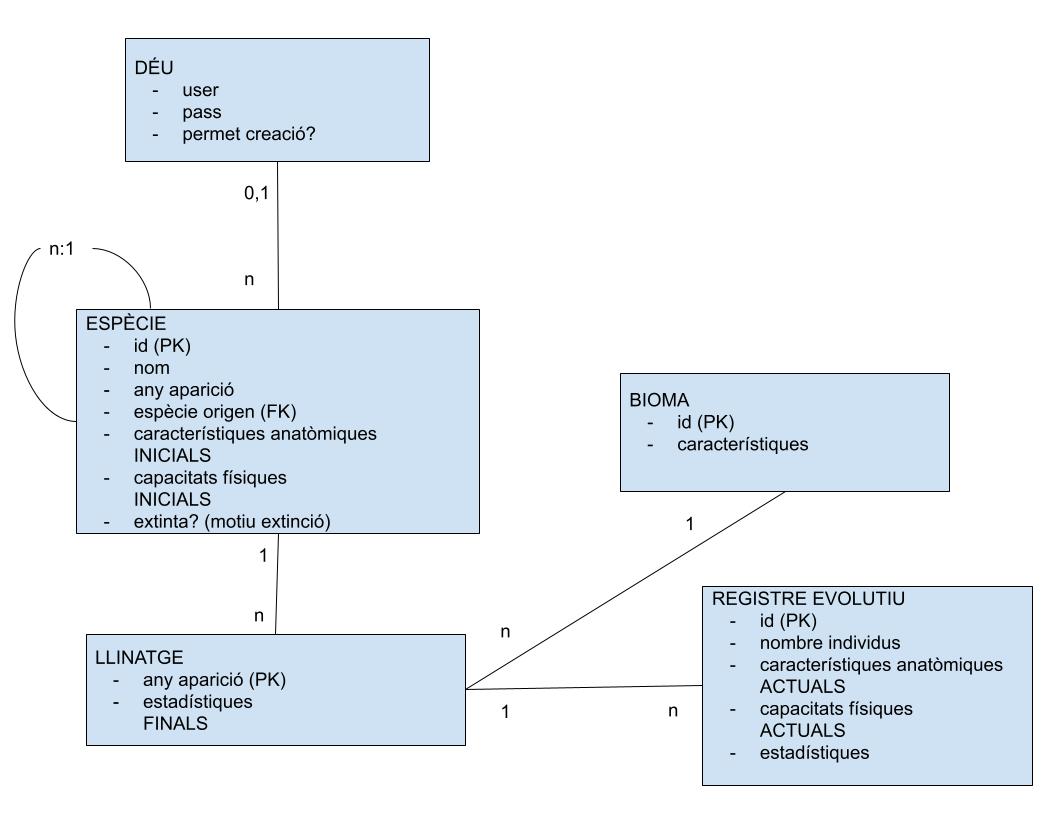 DÉU
- user
- pass
- permet creació?
0,1
n:1
n
ESPÈCIE
- id (PK)
- nom
- any aparició
- espècie origen (FK)
- característiques anatòmiques
INICIALS
- capacitats físiques
INICIALS
- extinta? (motiu extinció)
BIOMA
- id (PK)
- característiques
1
1
n
n
LLINATGE
- any aparició (PK)
- estadístiques
FINALS
1
n
REGISTRE EVOLUTIU
- id (PK)
- nombre individus
- característiques anatòmiques
ACTUALS
- capacitats físiques
ACTUALS
- estadístiques